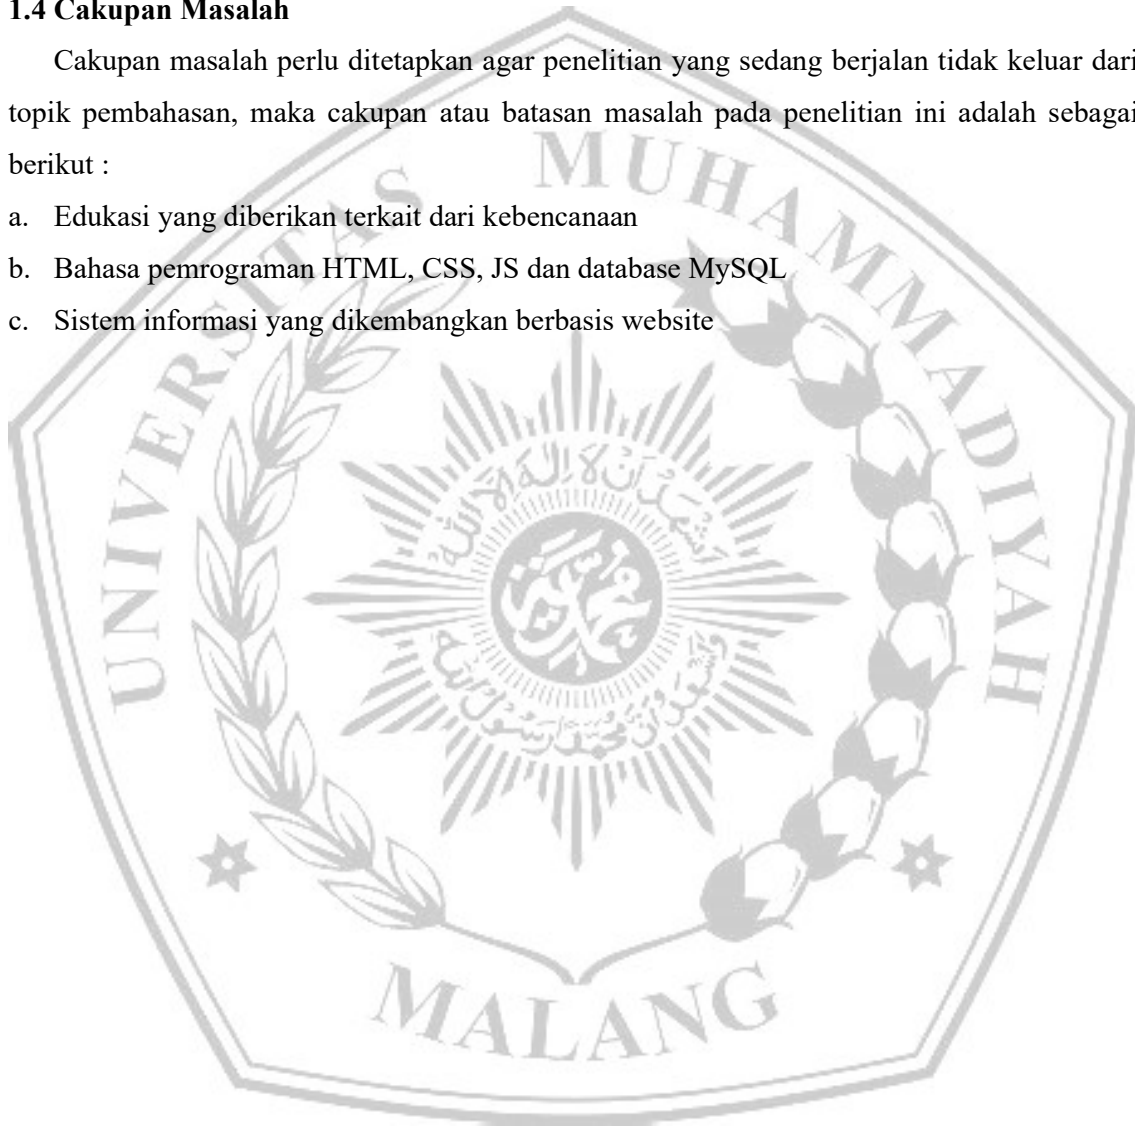 1.4 Cakupan Masalah
Cakupan masalah perlu ditetapkan agar penelitian yang sedang berjalan tidak keluar dari
topik pembahasan, maka cakupan atau batasan masalah pada penelitian ini adalah sebagai
berikut :
a. Edukasi yang diberikan terkait dari kebencanaan
b. Bahasa pemrograman HTML, CSS, JS dan database MySQL
c. Sistem informasi yang dikembangkan berbasis website
UNIVERSITAS MUHAMMADIYAH
MALANG